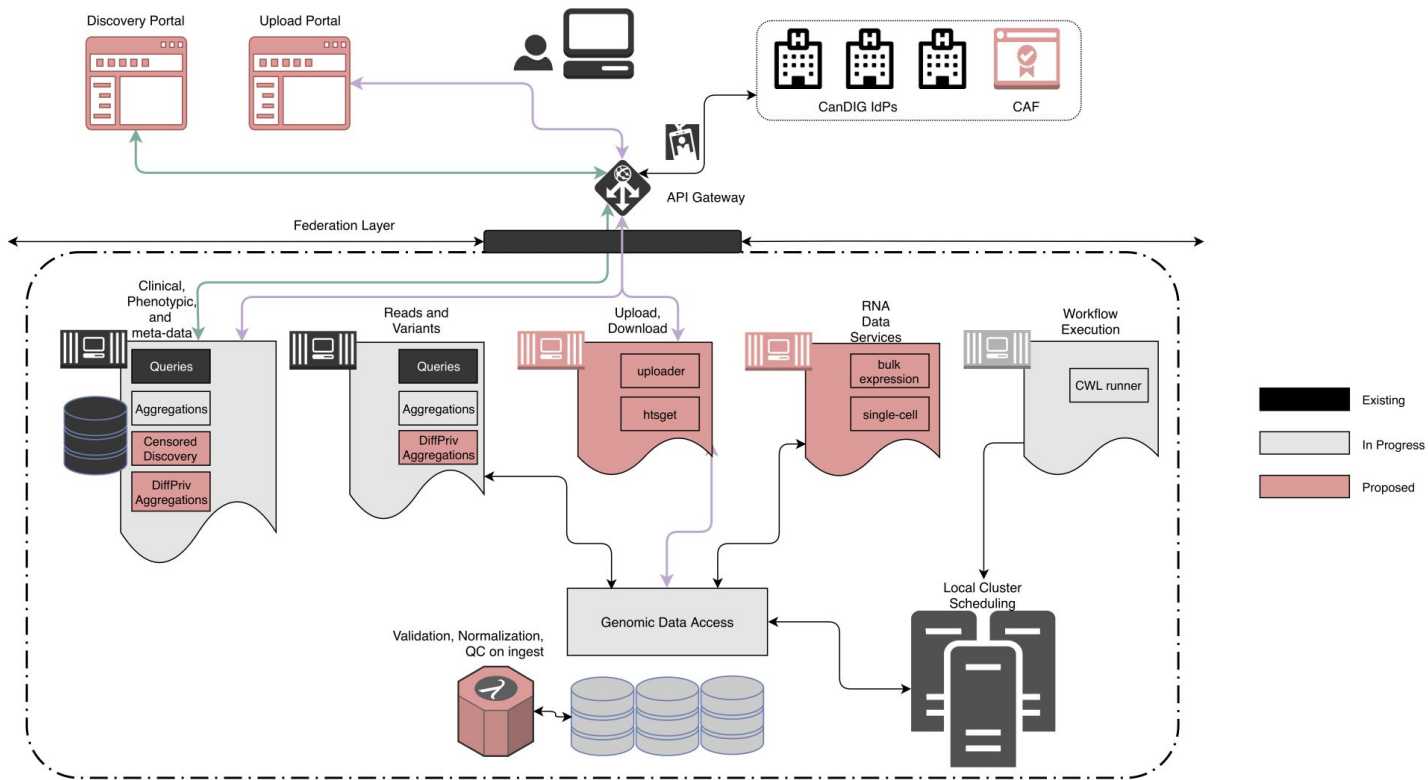 Discovery Portal
Upload Portal
CanDIG IdPs
CAF
API Gateway
Federation Layer
Clinical,
Phenotypic,
and
meta-data
Queries
Aggregations
Censored
Discovery
DiffPriv
Aggregations
Reads and
Variants
Queries
Aggregations
DiffPriv
Aggregations
Upload,
Download
uploader
htsget
RNA
Data
Services
bulk
expression
single-cell
Workflow
Execution
CWL runner
Existing
In Progress
Proposed
Genomic Data Access
Local Cluster
Scheduling
Validation, Normalization,
QC on ingest
λ
H
H
H